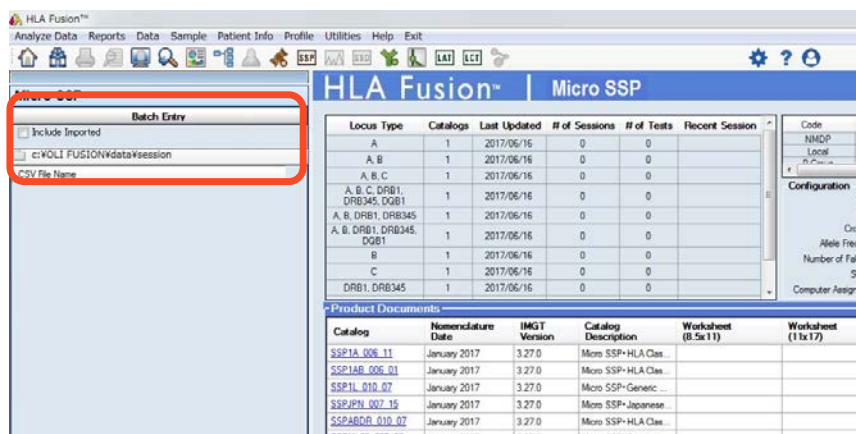 HLA Fusion™
Analyze Data Reports Data Sample Patient Info Profile Utilities Help Exit
SSP SSO LAT LCT ?
HLA Fusion™ | Micro SSP
Micro SSP
Batch Entry
Include Imported
c:¥OLI FUSION¥data¥session
CSV File Name
Locus Type Catalogs Last Updated # of Sessions # of Tests Recent Session
A 1 2017/06/16 0 0
A, B 1 2017/06/16 0 0
A, B, C 1 2017/06/16 0 0
A, B, C, DRB1,
DRB345, DQB1 1 2017/06/16 0 0
A, B, DRB1, DRB345 1 2017/06/16 0 0
A, B, DRB1, DRB345,
DQB1 1 2017/06/16 0 0
B 1 2017/06/16 0 0
C 1 2017/06/16 0 0
DRB1, DRB345 1 2017/06/16 0 0
Code
NMDP
Local
Configuration
Allele Fre
Number of Fal
S
Computer Assign
Product Documents
Catalog Nomenclature Date IMGT Version Catalog Description Worksheet (8.5x11) Worksheet (11x17)
SSP1A_006_11 January 2017 3.27.0 Micro SSP•HLA Clas...
SSP1AB_006_01 January 2017 3.27.0 Micro SSP•HLA Clas...
SSP1L_010_07 January 2017 3.27.0 Micro SSP•Generic ...
SSPJPN_007_15 January 2017 3.27.0 Micro SSP•Japanese...
SSPABDR_010_07 January 2017 3.27.0 Micro SSP•HLA Clas...